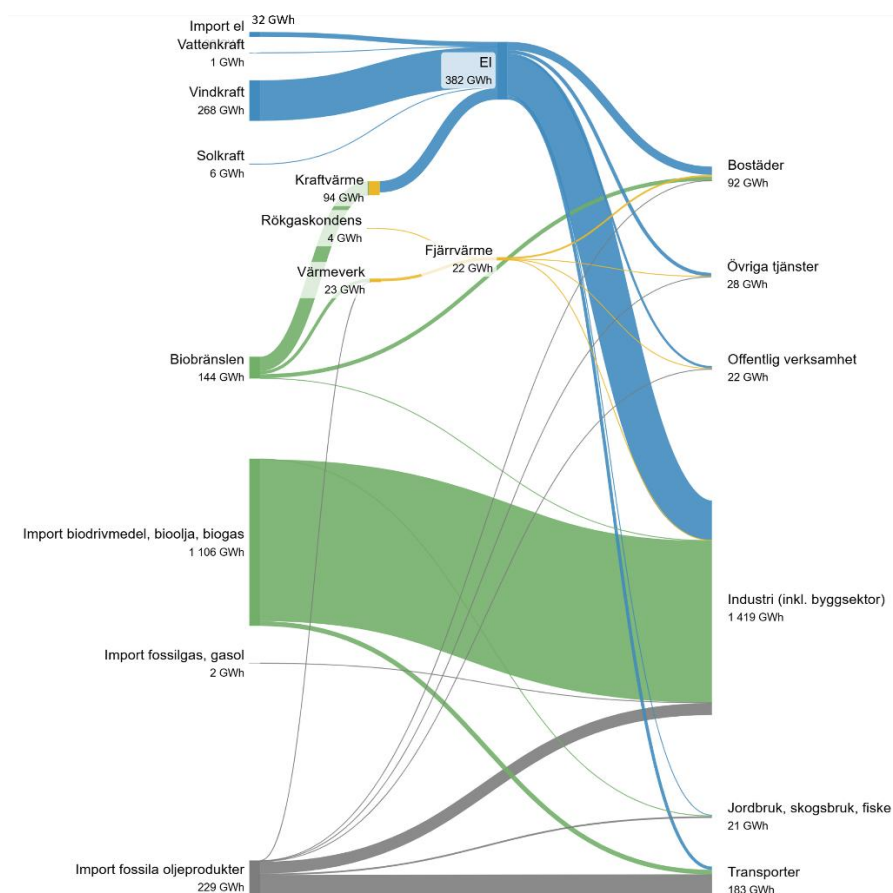 Import el
32 GWh
Vattenkraft
1 GWh
Vindkraft
268 GWh
Solkraft
6 GWh
El
382 GWh
Kraftvärme
94 GWh
Rökgaskondens
4 GWh
Värmeverk
23 GWh
Fjärrvärme
22 GWh
Biobränslen
144 GWh
Import biodrivmedel, bioolja, biogas
1 106 GWh
Import fossilgas, gasol
2 GWh
Import fossila oljeprodukter
229 GWh
Bostäder
92 GWh
Övriga tjänster
28 GWh
Offentlig verksamhet
22 GWh
Industri (inkl. byggsektor)
1 419 GWh
Jordbruk, skogsbruk, fiske
21 GWh
Transporter
183 GWh